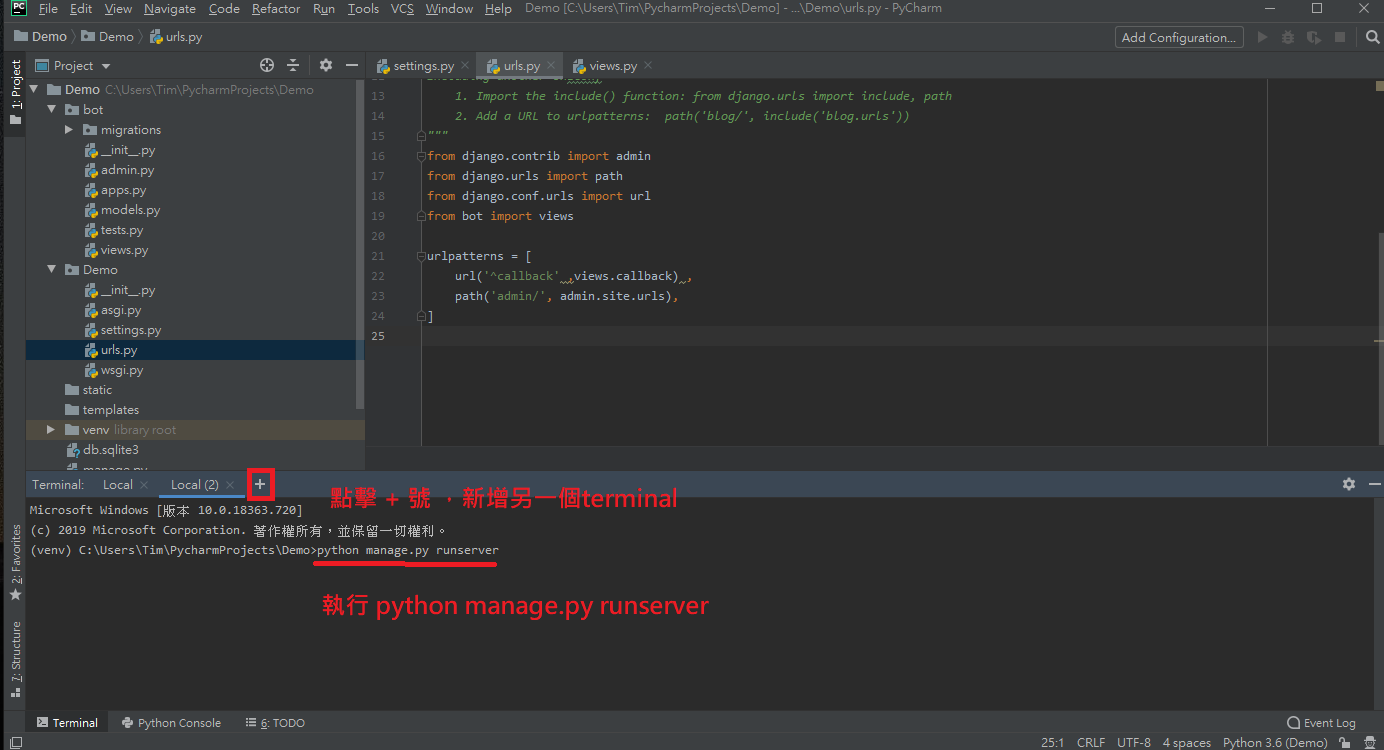 PC File Edit View Navigate Code Refactor Run Tools VCS Window Help Demo [C:\Users\Tim\PycharmProjects\Demo] - ...\Demo\urls.py - PyCharm
Demo Demo urls.py Add Configuration...
1: Project
Project
settings.py urls.py views.py
Demo C:\Users\Tim\PycharmProjects\Demo
bot
migrations
__init__.py
admin.py
apps.py
models.py
tests.py
views.py
Demo
__init__.py
asgi.py
settings.py
urls.py
wsgi.py
static
templates
venv library root
db.sqlite3
manage.py
13 1. Import the include() function: from django.urls import include, path
14 2. Add a URL to urlpatterns:  path('blog/', include('blog.urls'))
15 """
16 from django.contrib import admin
17 from django.urls import path
18 from django.conf.urls import url
19 from bot import views
20
21 urlpatterns = [
22 url('^callback' ,views.callback) ,
23 path('admin/', admin.site.urls),
24 ]
25
Terminal: Local Local (2) +
點擊 + 號 ，新增另一個terminal
Microsoft Windows [版本 10.0.18363.720]
(c) 2019 Microsoft Corporation. 著作權所有，並保留一切權利。
(venv) C:\Users\Tim\PycharmProjects\Demo>python manage.py runserver
執行 python manage.py runserver
2: Favorites
7: Structure
Terminal Python Console 6: TODO Event Log
25:1 CRLF UTF-8 4 spaces Python 3.6 (Demo)